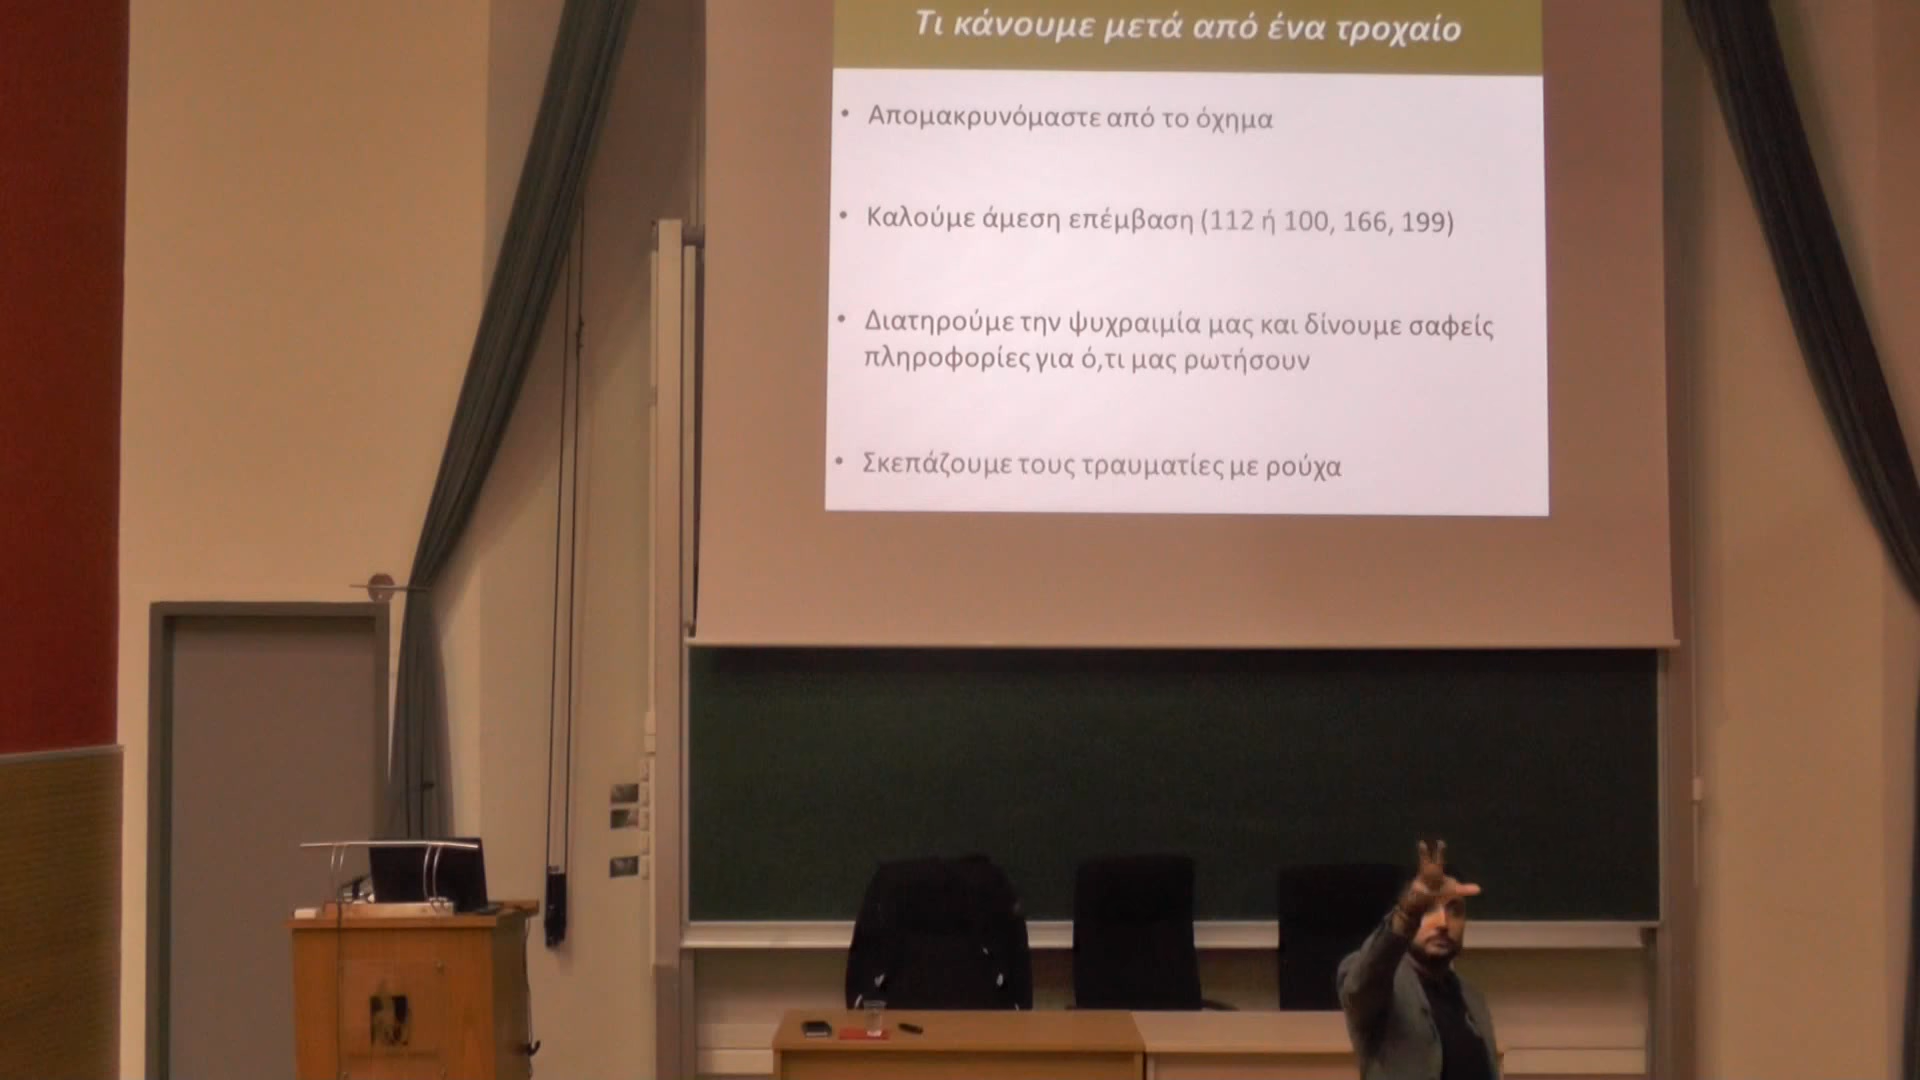 Τι κάνουμε μετά από ένα τροχαίο
• Απομακρυνόμαστε από το όχημα
• Καλούμε άμεση επέμβαση (112 ή 100, 166, 199)
• Διατηρούμε την ψυχραιμία μας και δίνουμε σαφείς
πληροφορίες για ό,τι μας ρωτήσουν
• Σκεπάζουμε τους τραυματίες με ρούχα